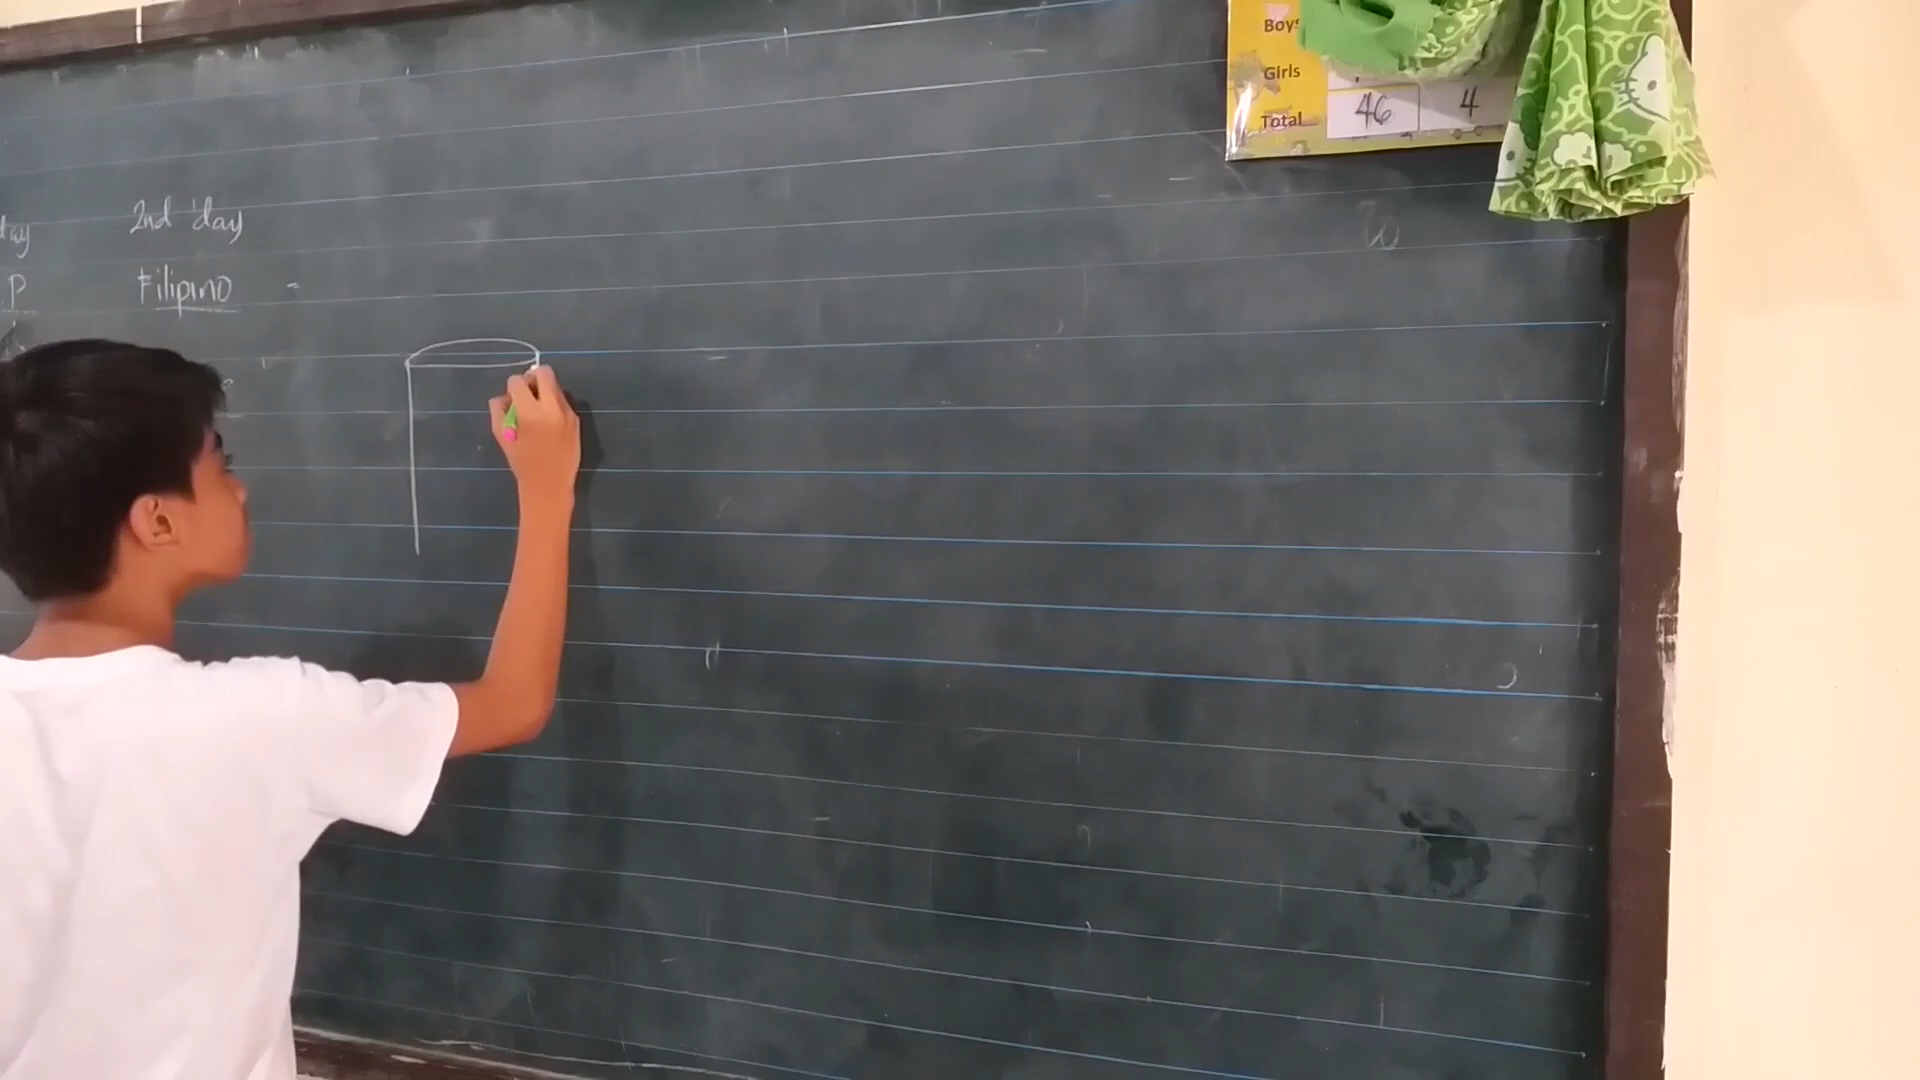 2nd day
P
Filipino -
Boys
Girls
Total 46 4